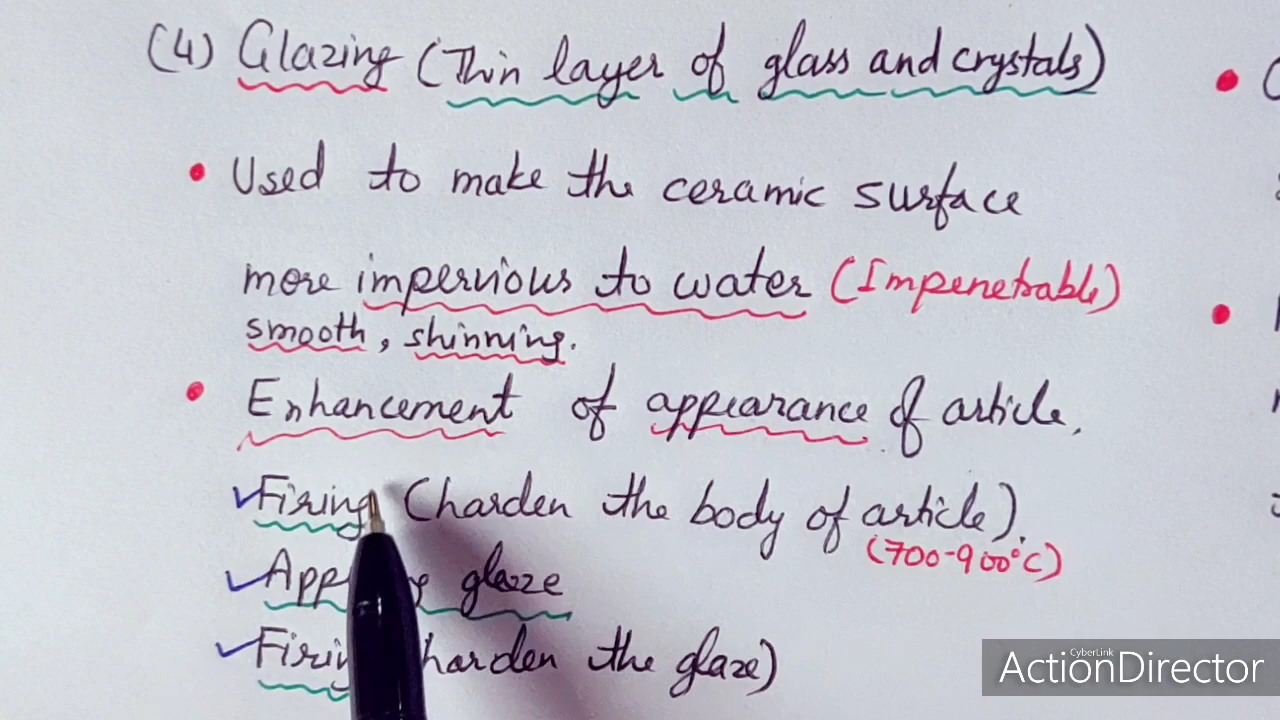 (4) Glazing (Thin layer of glass and crystals)
• Used to make the ceramic surface
more impervious to water (Impenetrable)
smooth, shinning.
• Enhancement of appearance of article.
✓Firing (harden the body of article).
(700-900°C)
✓ glaze
✓Firing harden the glaze)
CyberLink
ActionDirector